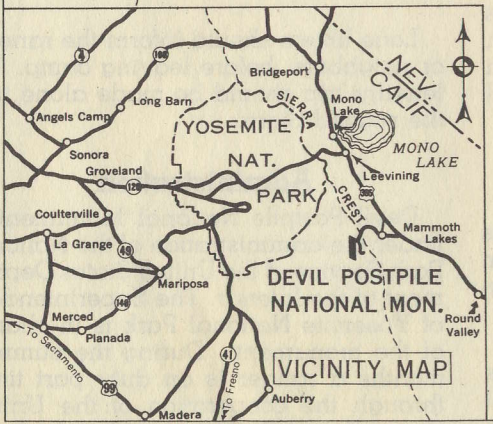 4
108
Bridgeport
NEV.
CALIF
SIERRA
Mono
Lake
Long Barn
Angels Camp
YOSEMITE
MONO
LAKE
Sonora
NAT.
Leevining
Groveland
120
PARK
CREST
395
Coulterville
Mammoth
Lakes
La Grange
49
DEVIL POSTPILE
NATIONAL MON.
Mariposa
140
Round
Valley
Merced
Planada
To Sacramento
41
VICINITY MAP
To Fresno
99
Auberry
Madera